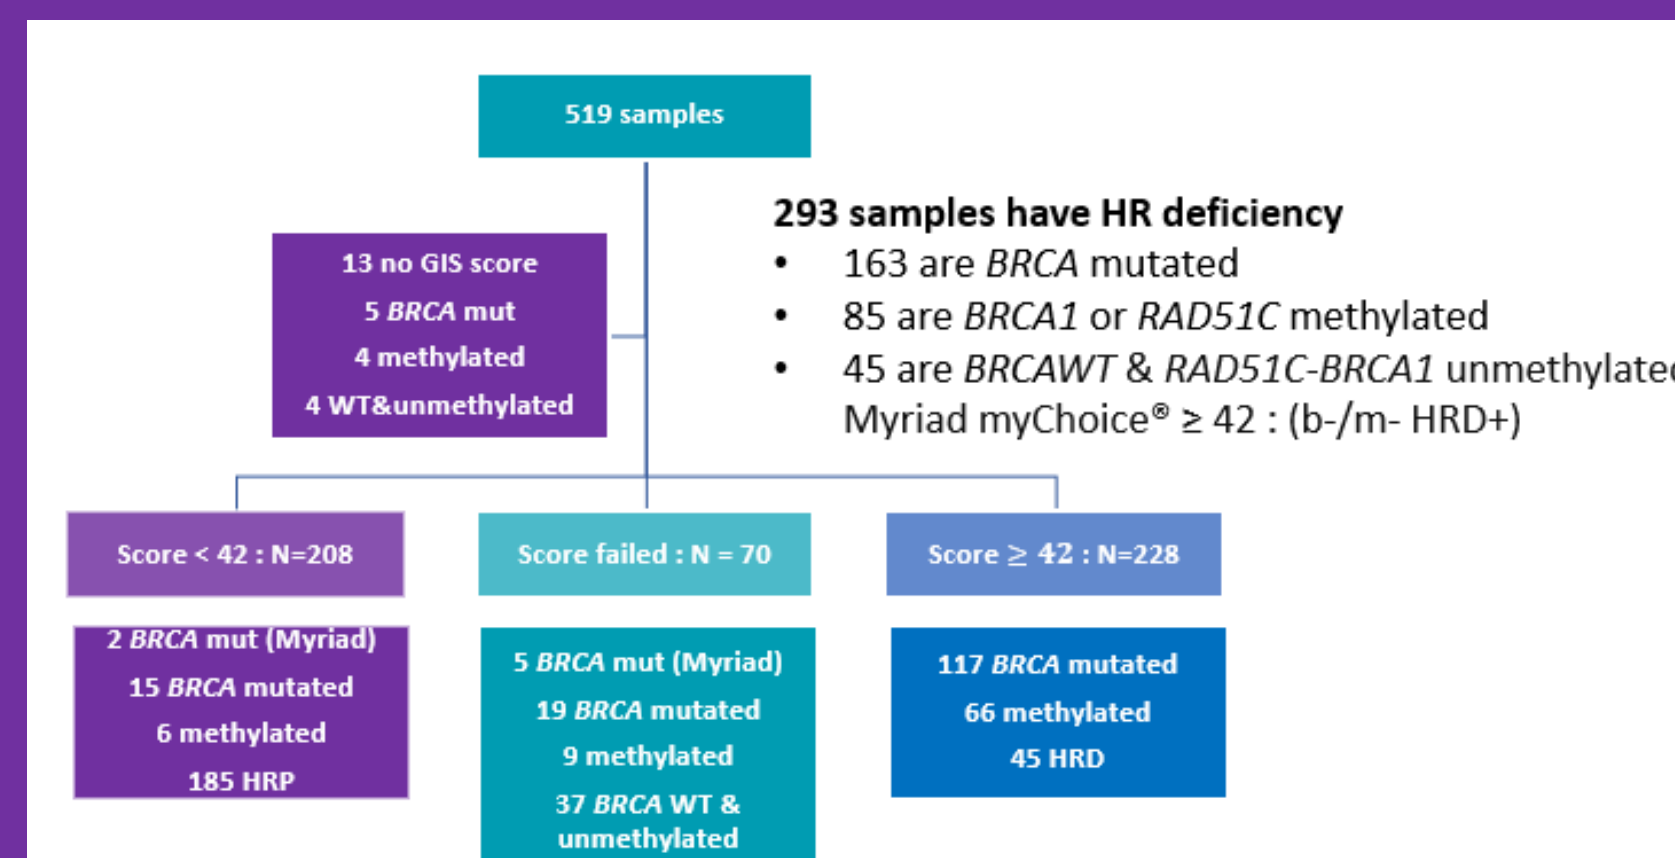 519 samples
293 samples have HR deficiency
• 163 are BRCA mutated
• 85 are BRCA1 or RAD51C methylated
• 45 are BRCAWT & RAD51C-BRCA1 unmethylated
Myriad myChoice® ≥ 42 : (b-/m- HRD+)
13 no GIS score
5 BRCA mut
4 methylated
4 WT&unmethylated
Score < 42 : N=208
2 BRCA mut (Myriad)
15 BRCA mutated
6 methylated
185 HRP
Score failed : N = 70
5 BRCA mut (Myriad)
19 BRCA mutated
9 methylated
37 BRCA WT &
unmethylated
Score ≥ 42 : N=228
117 BRCA mutated
66 methylated
45 HRD